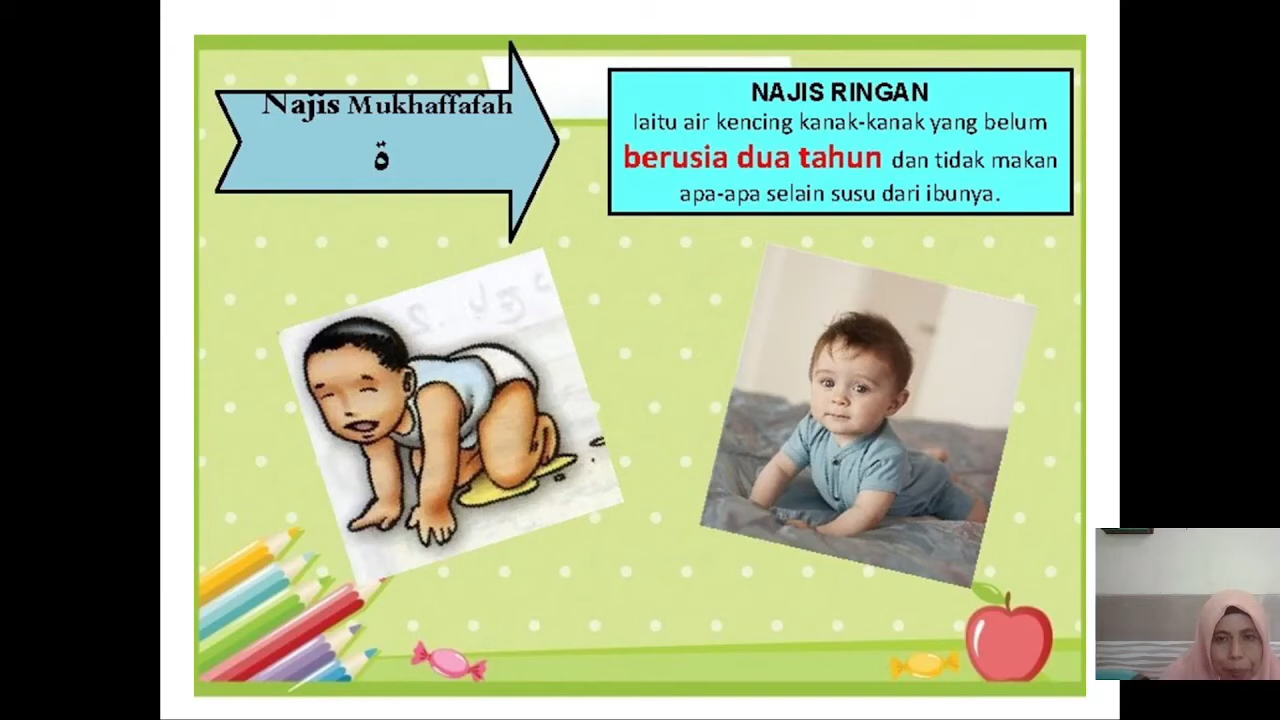 Najis Mukhaffafah
ة
NAJIS RINGAN
Iaitu air kencing kanak-kanak yang belum
berusia dua tahun dan tidak makan
apa-apa selain susu dari ibunya.